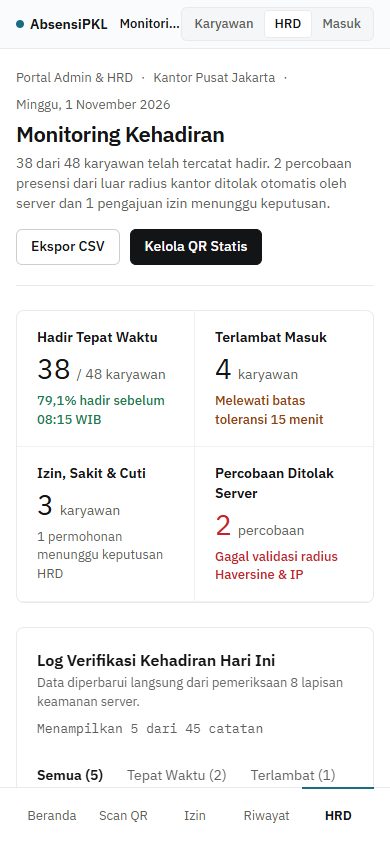 AbsensiPKL Monitori... Karyawan HRD Masuk
Portal Admin & HRD · Kantor Pusat Jakarta ·
Minggu, 1 November 2026
Monitoring Kehadiran
38 dari 48 karyawan telah tercatat hadir. 2 percobaan
presensi dari luar radius kantor ditolak otomatis oleh
server dan 1 pengajuan izin menunggu keputusan.
Ekspor CSV Kelola QR Statis
Hadir Tepat Waktu
38 / 48 karyawan
79,1% hadir sebelum
08:15 WIB
Terlambat Masuk
4 karyawan
Melewati batas
toleransi 15 menit
Izin, Sakit & Cuti
3 karyawan
1 permohonan
menunggu keputusan
HRD
Percobaan Ditolak
Server
2 percobaan
Gagal validasi radius
Haversine & IP
Log Verifikasi Kehadiran Hari Ini
Data diperbarui langsung dari pemeriksaan 8 lapisan
keamanan server.
Menampilkan 5 dari 45 catatan
Semua (5) Tepat Waktu (2) Terlambat (1)
Beranda Scan QR Izin Riwayat HRD